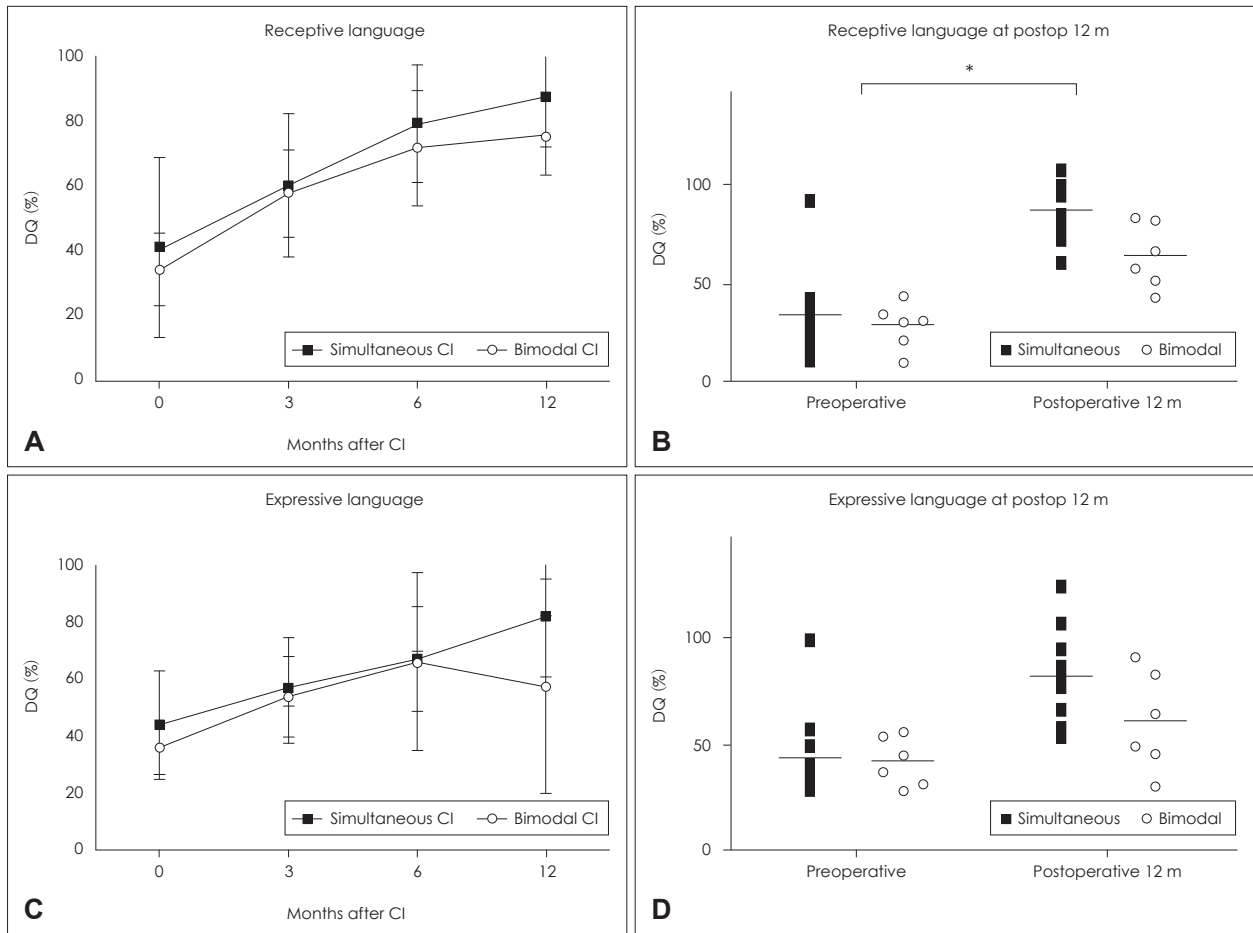 Receptive language
100
80
60
40
20
0
DQ (%)
Simultaneous CI
Bimodal CI
0 3 6 12
Months after CI
A
Receptive language at postop 12 m
*
100
50
0
DQ (%)
Simultaneous
Bimodal
Preoperative Postoperative 12 m
B
Expressive language
100
80
60
40
20
0
DQ (%)
Simultaneous CI
Bimodal CI
0 3 6 12
Months after CI
C
Expressive language at postop 12 m
100
50
0
DQ (%)
Simultaneous
Bimodal
Preoperative Postoperative 12 m
D